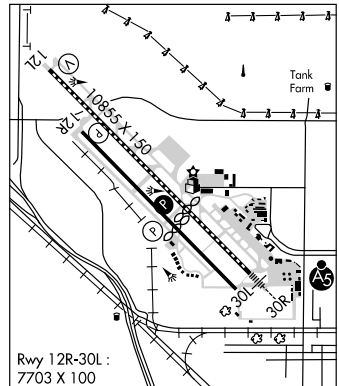 12L
V
10855 X 150
Tank
Farm
12R
P
P
P
A5
30L
30R
Rwy 12R-30L :
7703 X 100